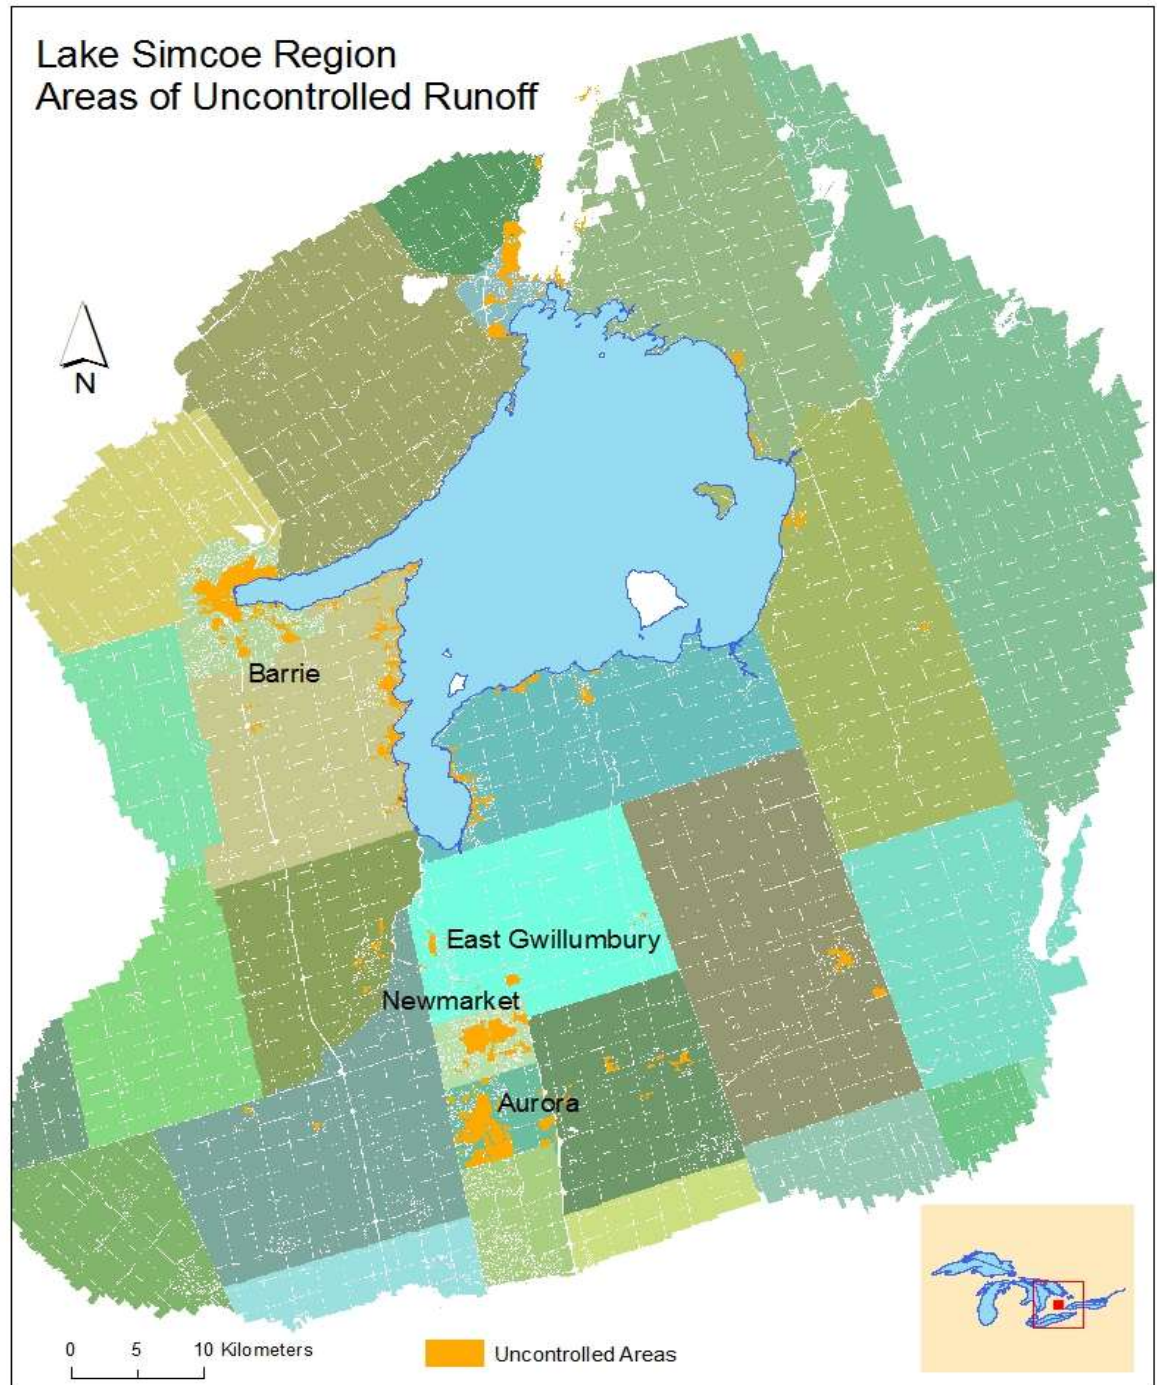 Lake Simcoe Region
Areas of Uncontrolled Runoff
N
Barrie
East Gwillumbury
Newmarket
Aurora
0 5 10 Kilometers
Uncontrolled Areas